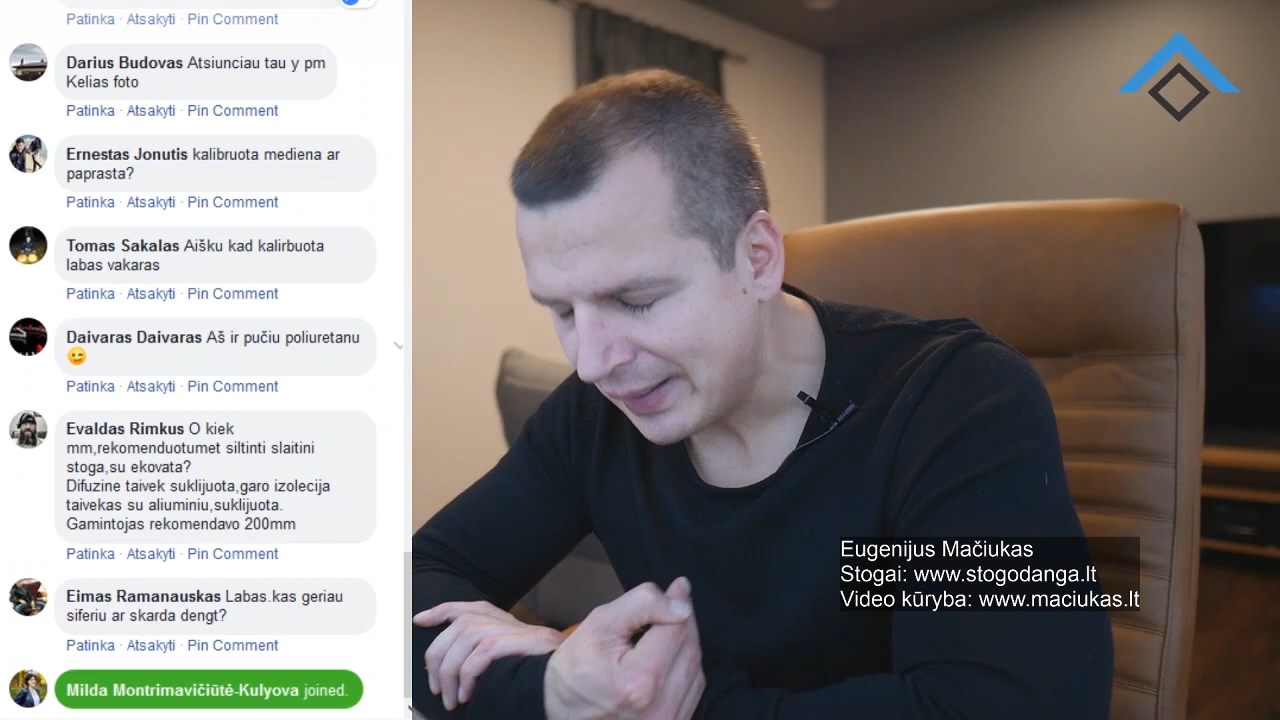 Patinka · Atsakyti · Pin Comment
Darius Budovas Atsiunciau tau y pm
Kelias foto
Patinka · Atsakyti · Pin Comment
Ernestas Jonutis kalibruota mediena ar
paprasta?
Patinka · Atsakyti · Pin Comment
Tomas Sakalas Aišku kad kalirbuota
labas vakaras
Patinka · Atsakyti · Pin Comment
Daivaras Daivaras Aš ir pučiu poliuretanu
😉
Patinka · Atsakyti · Pin Comment
Evaldas Rimkus O kiek
mm,rekomenduotumet siltinti slaitini
stoga,su ekovata?
Difuzine taivek suklijuota,garo izolecija
taivekas su aliuminiu,suklijuota.
Gamintojas rekomendavo 200mm
Patinka · Atsakyti · Pin Comment
Eimas Ramanauskas Labas.kas geriau
siferiu ar skarda dengt?
Patinka · Atsakyti · Pin Comment
Milda Montrimavičiūtė-Kulyova joined.
Eugenijus Mačiukas
Stogai: www.stogodanga.lt
Video kūryba: www.maciukas.lt